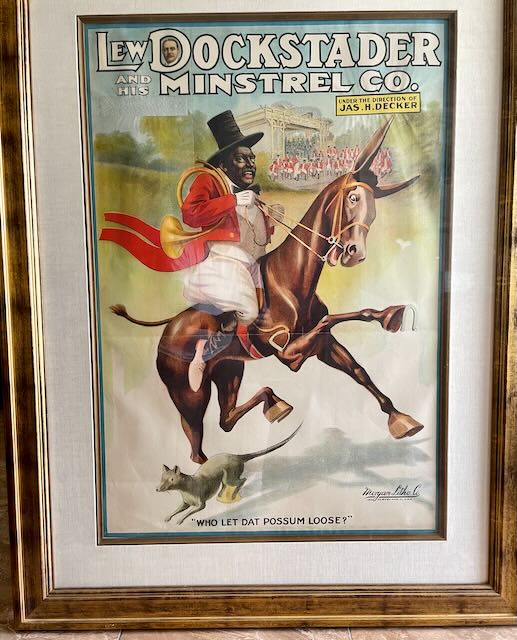 LEW DOCKSTADER
AND HIS MINSTREL CO.
UNDER THE DIRECTION OF
JAS. H. DECKER
Morgan Litho. Co
"WHO LET DAT POSSUM LOOSE?"